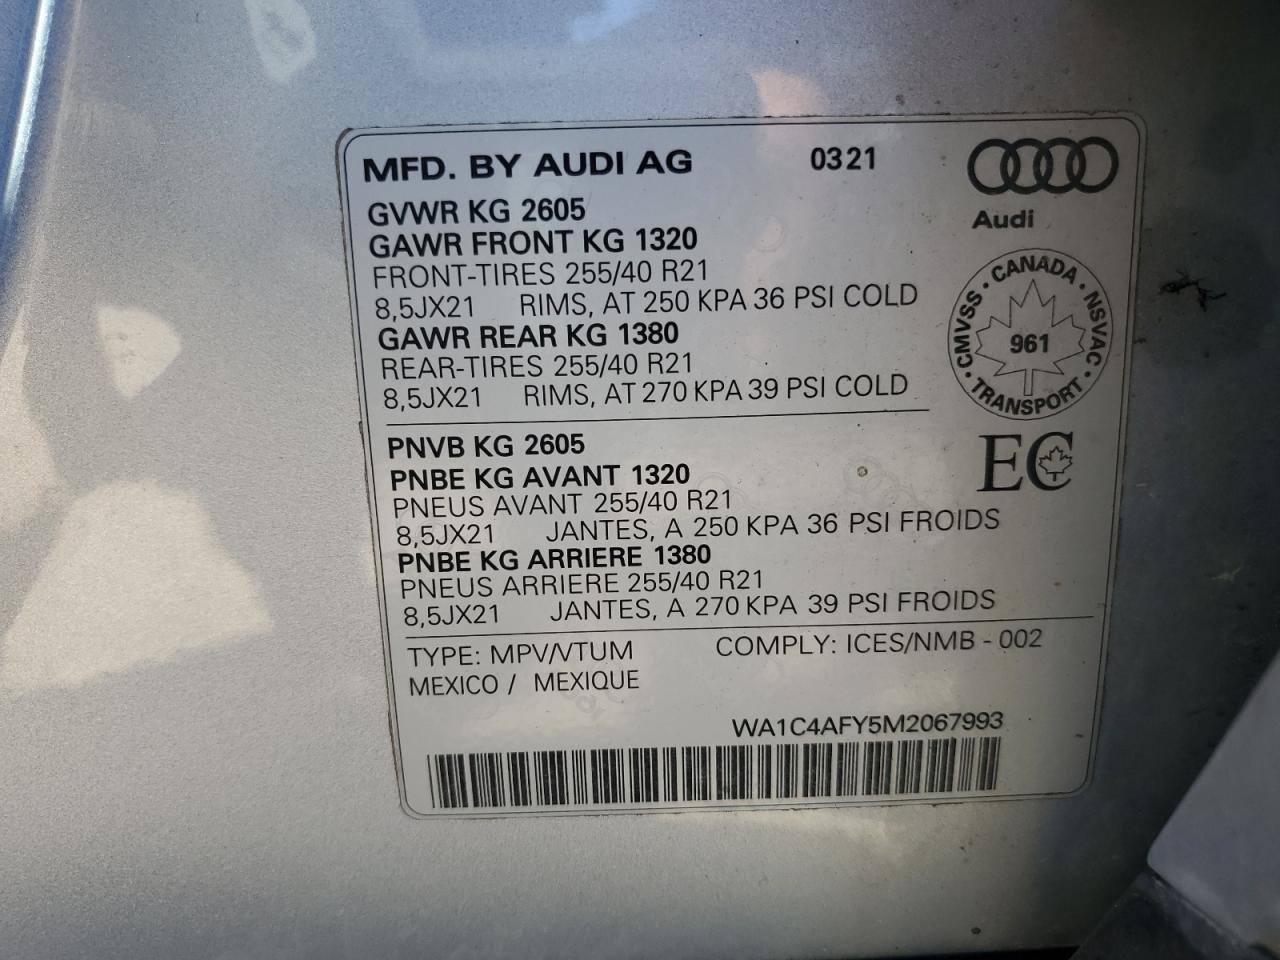 MFD. BY AUDI AG 0321
Audi
GVWR KG 2605
GAWR FRONT KG 1320
FRONT-TIRES 255/40 R21
8,5JX21 RIMS, AT 250 KPA 36 PSI COLD
GAWR REAR KG 1380
REAR-TIRES 255/40 R21
8,5JX21 RIMS, AT 270 KPA 39 PSI COLD
CMVSS · CANADA · NSVAC · TRANSPORT ·
961
PNVB KG 2605
PNBE KG AVANT 1320
PNEUS AVANT 255/40 R21
8,5JX21 JANTES, A 250 KPA 36 PSI FROIDS
PNBE KG ARRIERE 1380
PNEUS ARRIERE 255/40 R21
8,5JX21 JANTES, A 270 KPA 39 PSI FROIDS
EC
TYPE: MPV/VTUM COMPLY: ICES/NMB - 002
MEXICO / MEXIQUE
WA1C4AFY5M2067993